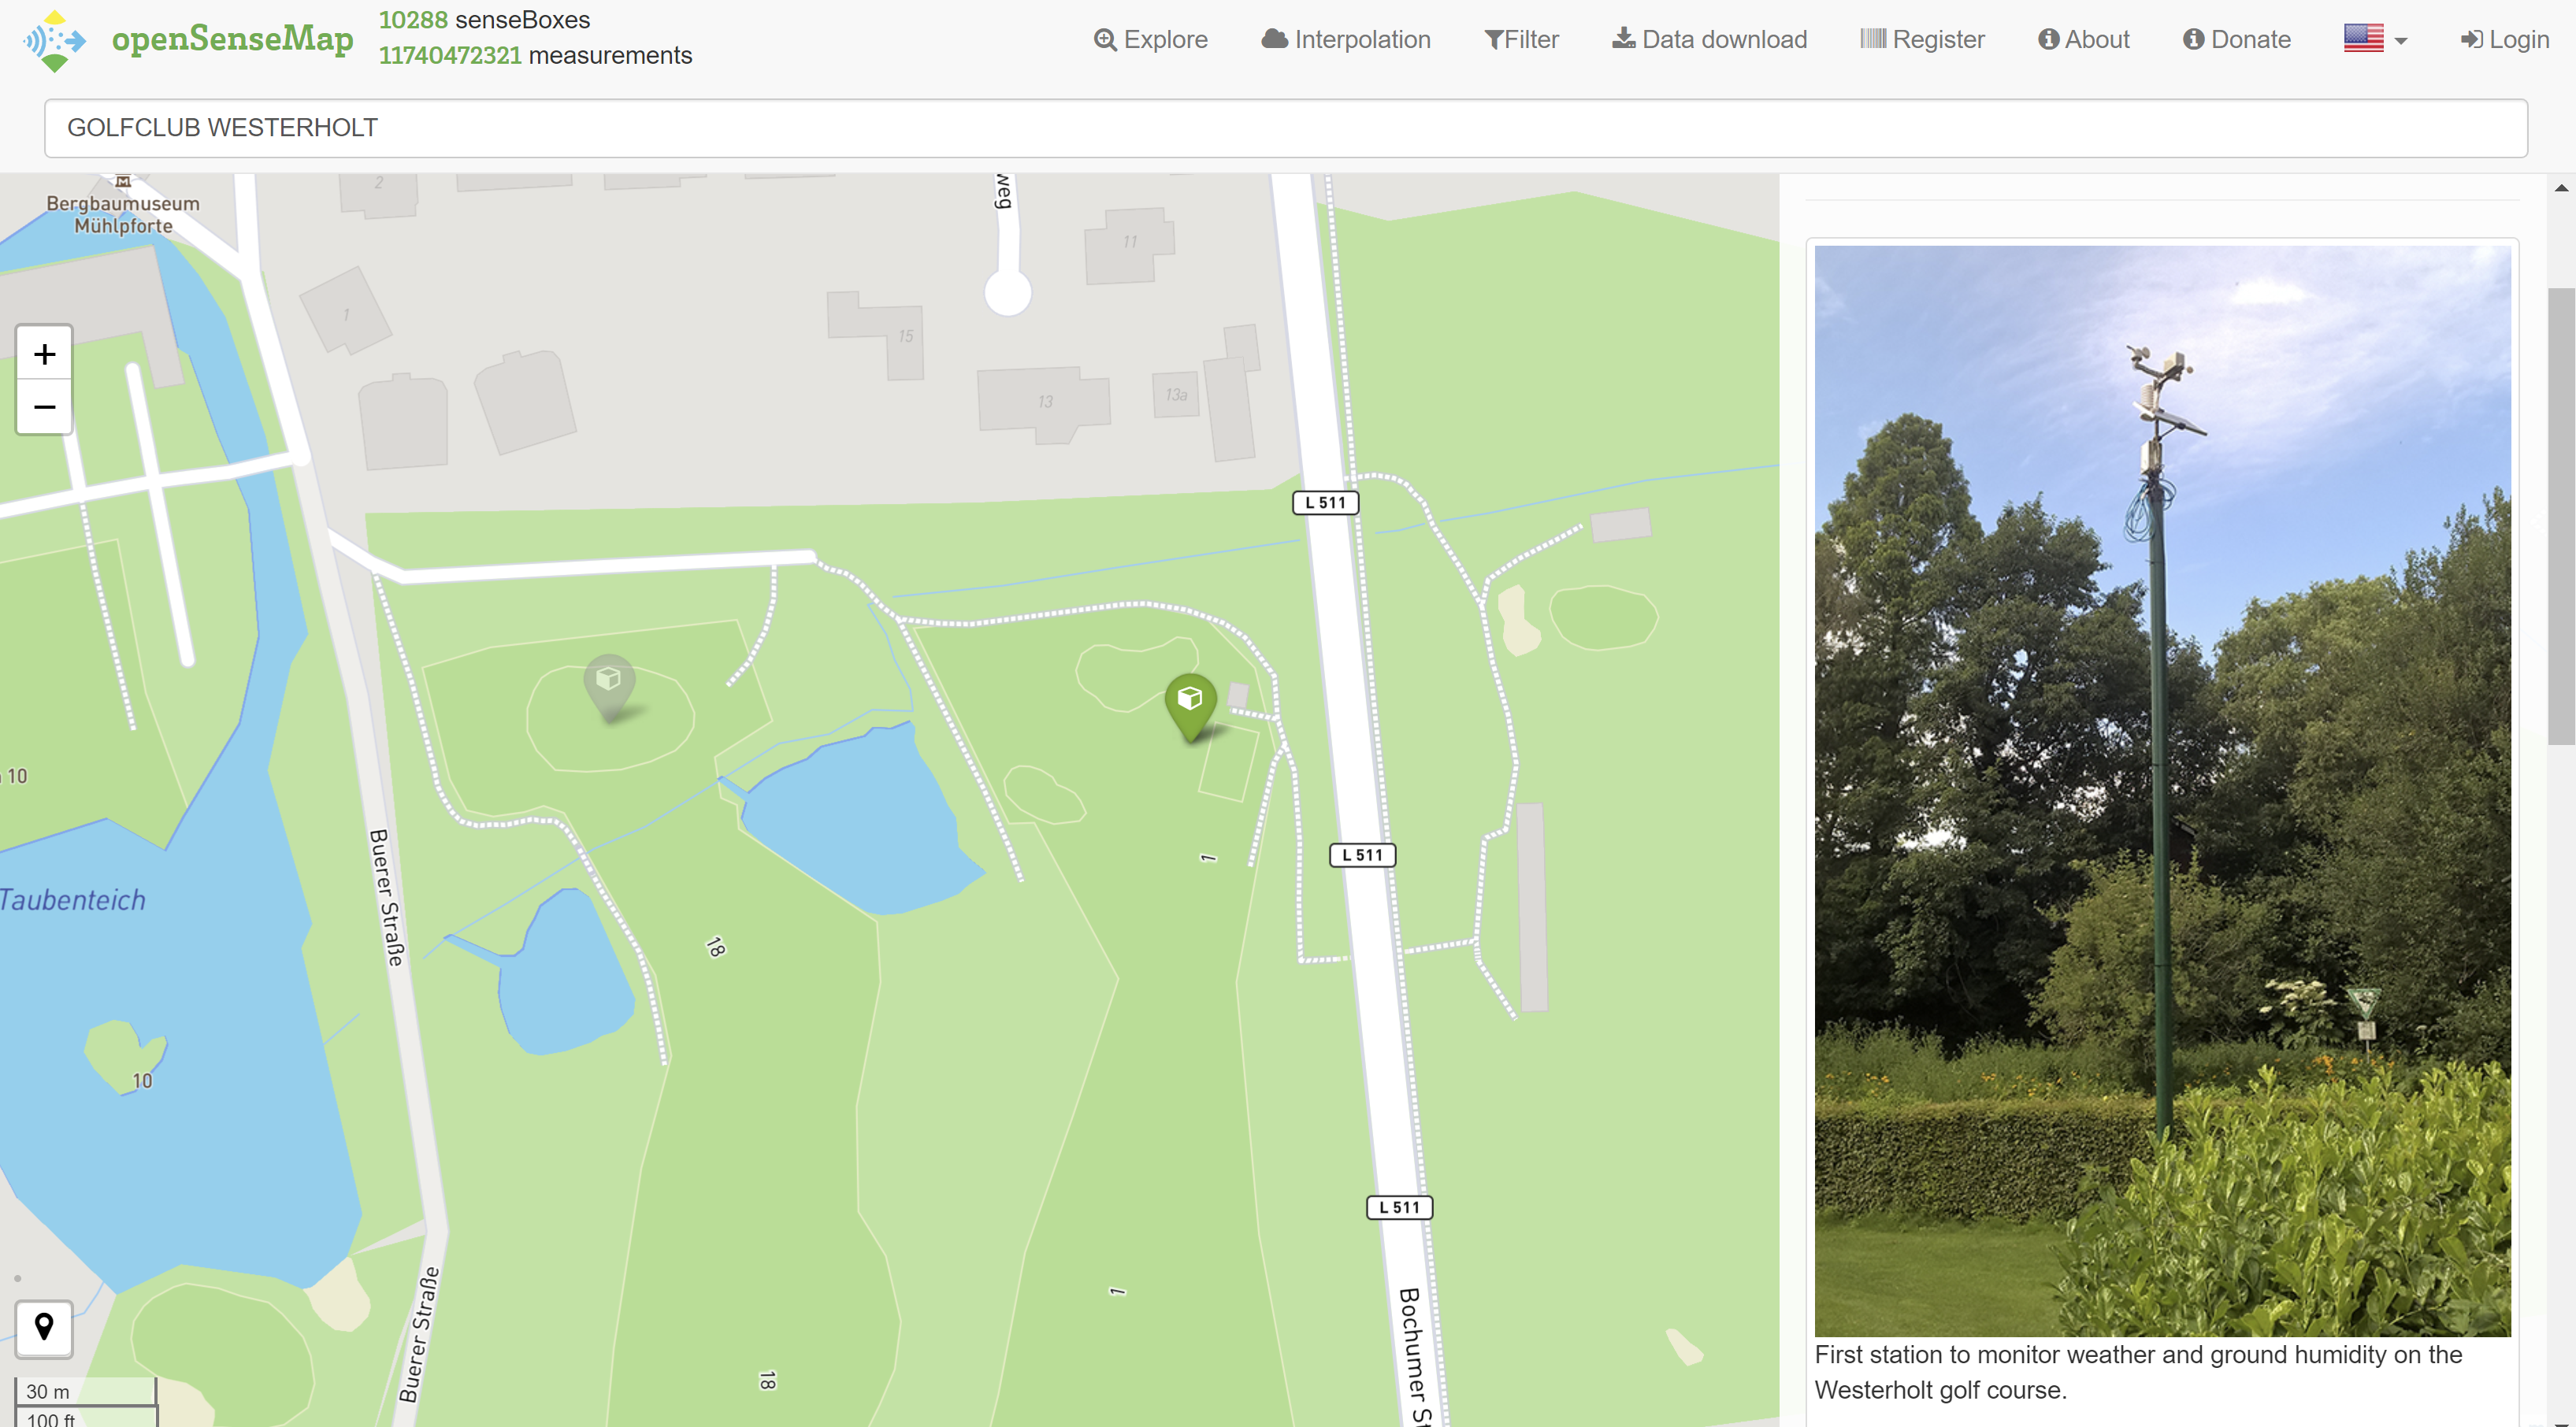 openSenseMap
10288 senseBoxes
11740472321 measurements
Explore
Interpolation
Filter
Data download
Register
About
Donate
Login
GOLFCLUB WESTERHOLT
Bergbaumuseum
Mühlpforte
2
weg
11
1
15
13
13a
+
−
L 511
10
Taubenteich
Buerer Straße
18
1
L 511
10
L 511
Buerer Straße
1
18
Bochumer St
30 m
100 ft
First station to monitor weather and ground humidity on the
Westerholt golf course.